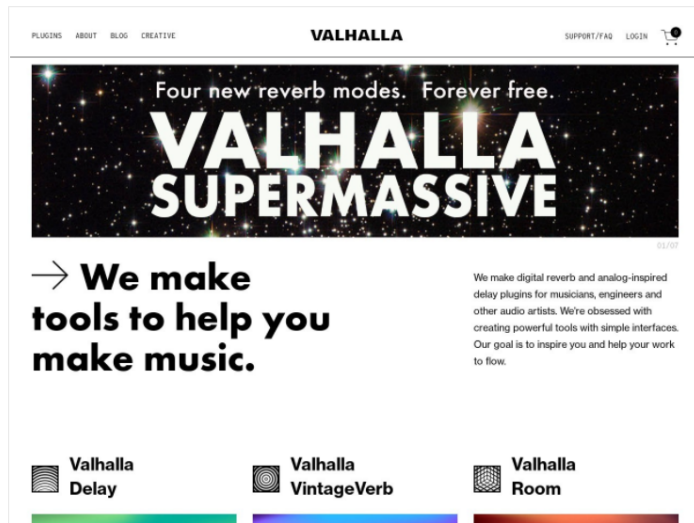 PLUGINS ABOUT BLOG CREATIVE VALHALLA SUPPORT/FAQ LOGIN 0
Four new reverb modes. Forever free.
VALHALLA
SUPERMASSIVE
01/07
→ We make
tools to help you
make music.
We make digital reverb and analog-inspired
delay plugins for musicians, engineers and
other audio artists. We're obsessed with
creating powerful tools with simple interfaces.
Our goal is to inspire you and help your work
to flow.
Valhalla
Delay
Valhalla
VintageVerb
Valhalla
Room